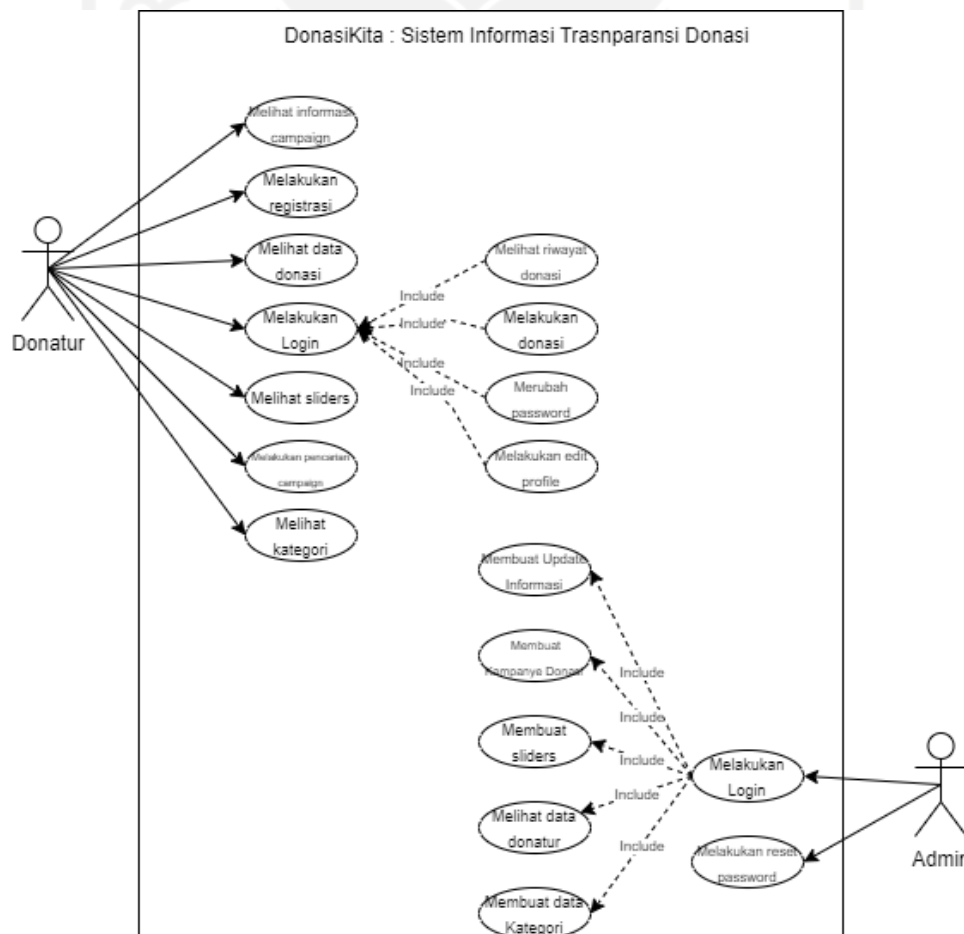 DonasiKita : Sistem Informasi Trasnparansi Donasi
Melihat informasi
campaign
Melakukan
registrasi
Melihat data
donasi
Melakukan
Login
Melihat sliders
Melakukan pencarian
campaign
Melihat
kategori
Donatur
Melihat riwayat
donasi
Melakukan
donasi
Merubah
password
Melakukan edit
profile
Include
Include
Include
Include
Membuat Update
Informasi
Membuat
Kampanye Donasi
Membuat
sliders
Melihat data
donatur
Membuat data
Kategori
Include
Include
Include
Include
Include
Melakukan
Login
Melakukan reset
password
Admin